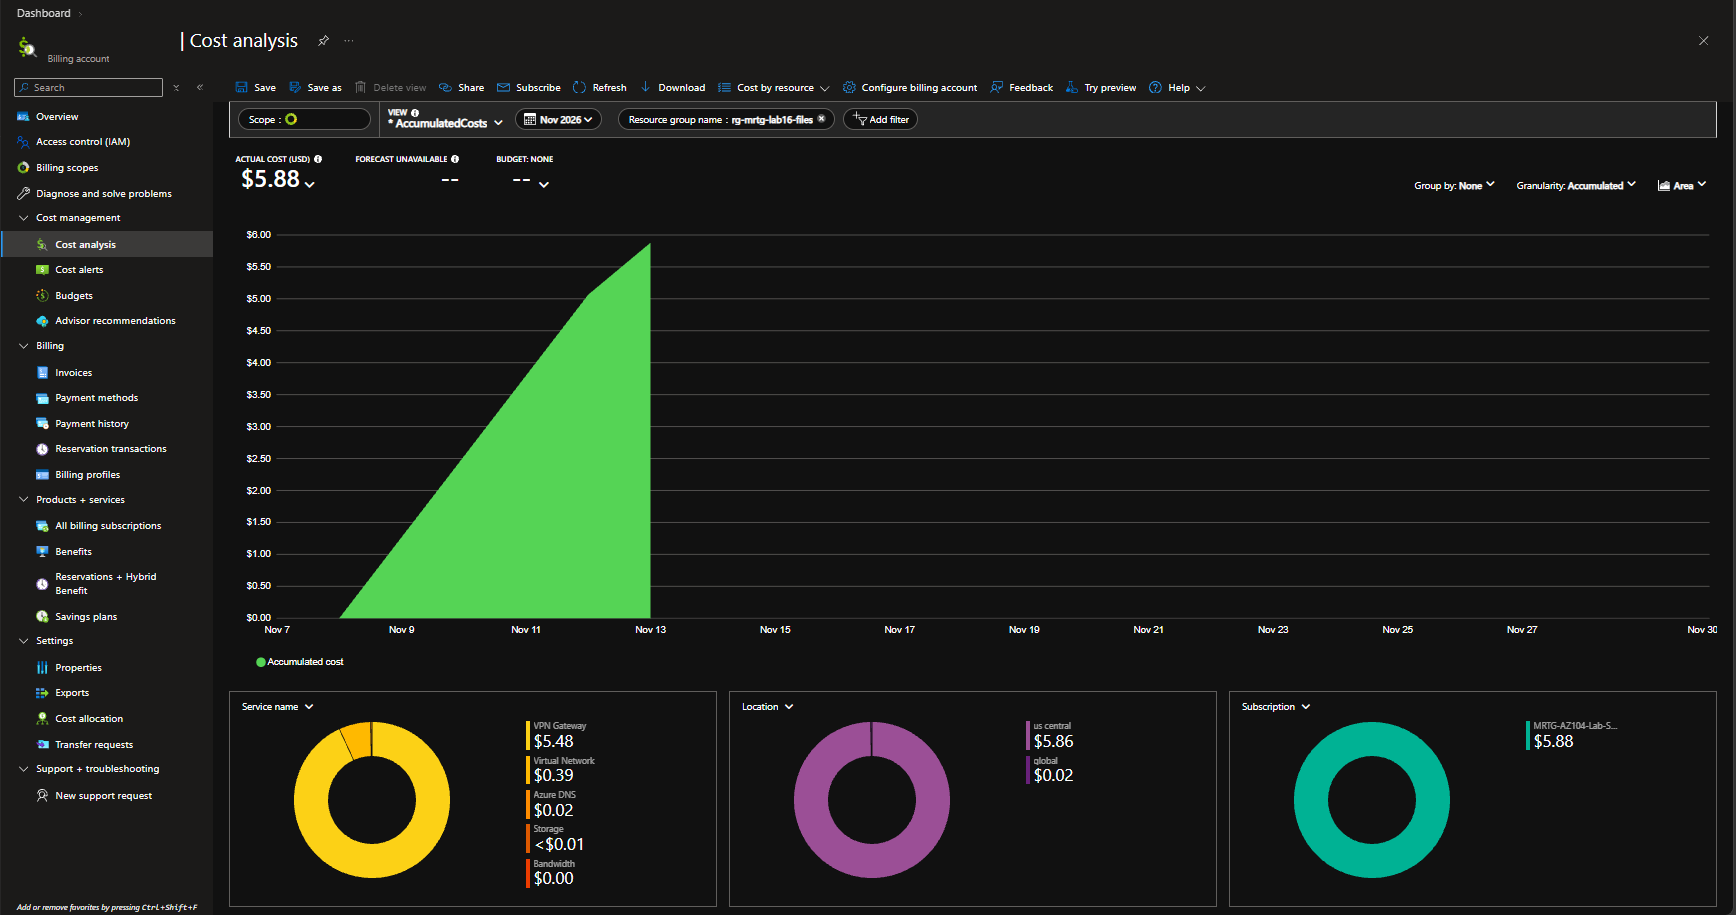 Dashboard
| Cost analysis
Billing account
Search
Overview
Access control (IAM)
Billing scopes
Diagnose and solve problems
Cost management
Cost analysis
Cost alerts
Budgets
Advisor recommendations
Billing
Invoices
Payment methods
Payment history
Reservation transactions
Billing profiles
Products + services
All billing subscriptions
Benefits
Reservations + Hybrid
Benefit
Savings plans
Settings
Properties
Exports
Cost allocation
Transfer requests
Support + troubleshooting
New support request
Add or remove favorites by pressing Ctrl+Shift+F
Save Save as Delete view Share Subscribe Refresh Download Cost by resource Configure billing account Feedback Try preview Help
Scope :
VIEW
* AccumulatedCosts
Nov 2026
Resource group name : rg-mrtg-lab16-files
Add filter
ACTUAL COST (USD)
$5.88
FORECAST UNAVAILABLE
--
BUDGET: NONE
--
Group by: None
Granularity: Accumulated
Area
$6.00
$5.50
$5.00
$4.50
$4.00
$3.50
$3.00
$2.50
$2.00
$1.50
$1.00
$0.50
$0.00
Nov 7 Nov 9 Nov 11 Nov 13 Nov 15 Nov 17 Nov 19 Nov 21 Nov 23 Nov 25 Nov 27 Nov 30
Accumulated cost
Service name
VPN Gateway
$5.48
Virtual Network
$0.39
Azure DNS
$0.02
Storage
<$0.01
Bandwidth
$0.00
Location
us central
$5.86
global
$0.02
Subscription
MRTG-AZ104-Lab-S...
$5.88